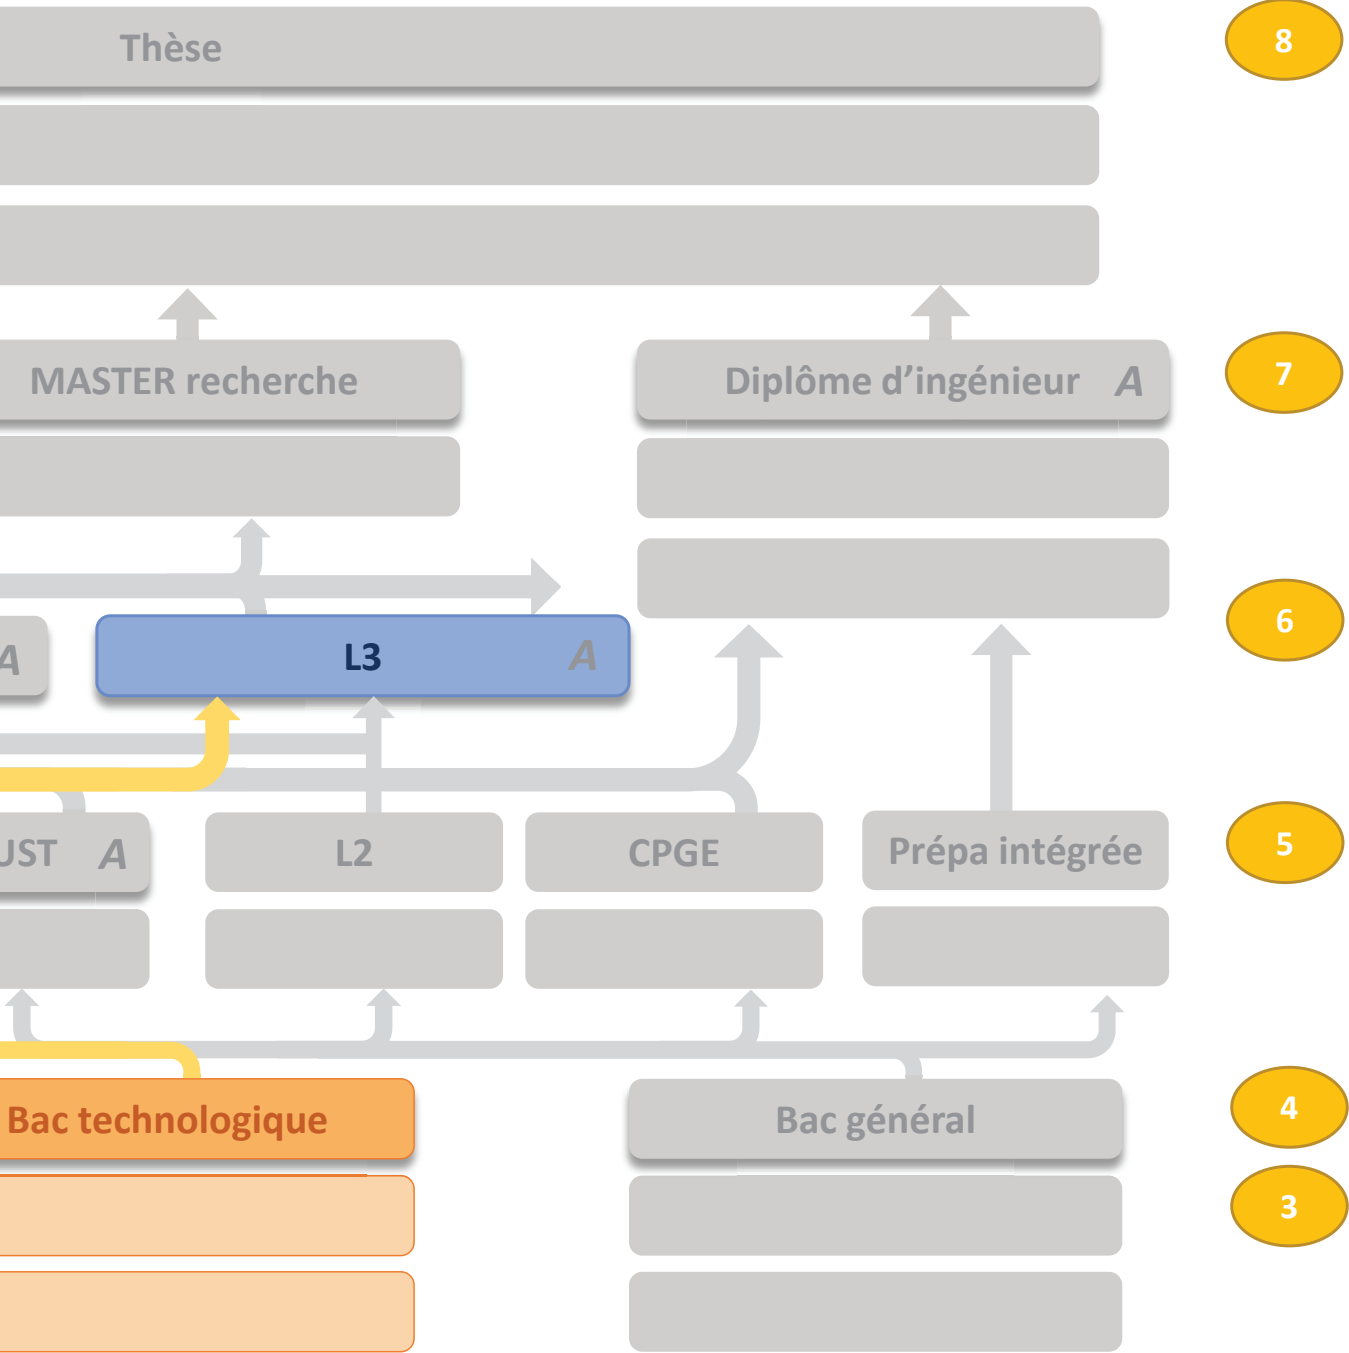 Thèse
8
MASTER recherche
Diplôme d’ingénieur A
7
A
L3 A
6
UST A
L2
CPGE
Prépa intégrée
5
Bac technologique
Bac général
4
3